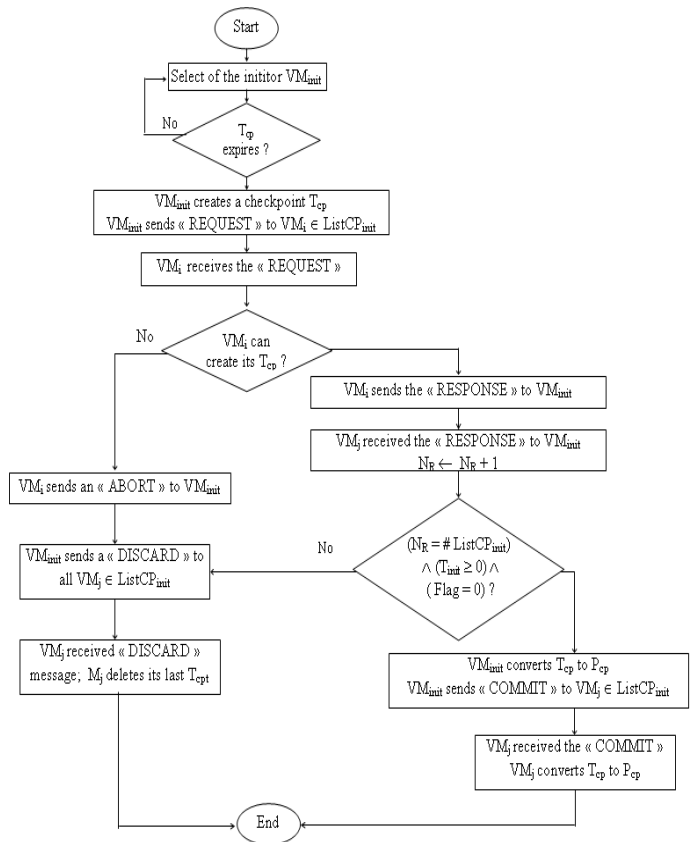 Start
Select of the inititor VMinit
No
Tcp
expires ?
VMinit creates a checkpoint Tcp
VMinit sends « REQUEST » to VMi ∈ ListCPinit
VMi receives the « REQUEST »
No
VMi can
create its Tcp ?
VMi sends the « RESPONSE » to VMinit
VMj received the « RESPONSE » to VMinit
NR ← NR + 1
VMi sends an « ABORT » to VMinit
No
(NR = # ListCPinit)
∧ (Tinit ≥ 0) ∧
( Flag = 0) ?
VMinit sends a « DISCARD » to
all VMj ∈ ListCPinit
VMj received « DISCARD »
message; Mj deletes its last Tcpt
VMinit converts Tcp to Pcp
VMinit sends « COMMIT » to VMj ∈ ListCPinit
VMj received the « COMMIT »
VMj converts Tcp to Pcp
End